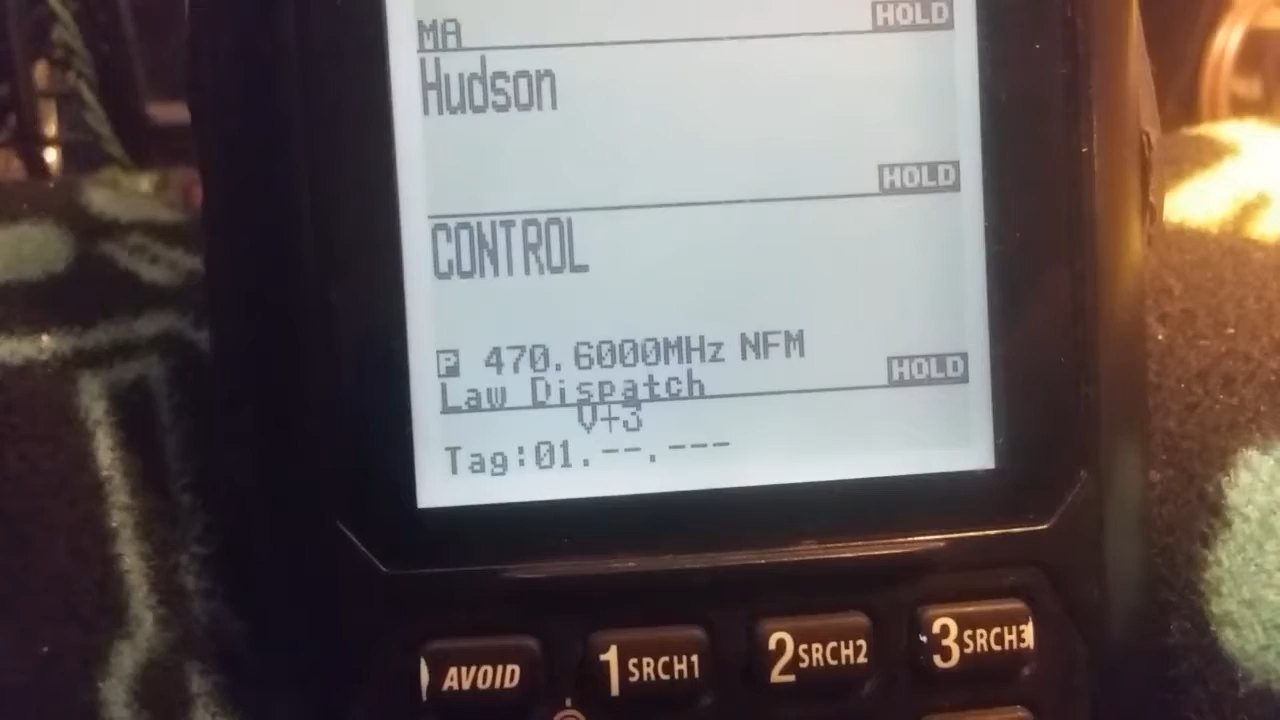 MA HOLD
Hudson
HOLD
CONTROL
P 470.6000MHz NFM
Law Dispatch HOLD
V+3
Tag:01.--.---
AVOID 1 SRCH1 2 SRCH2 3 SRCH3